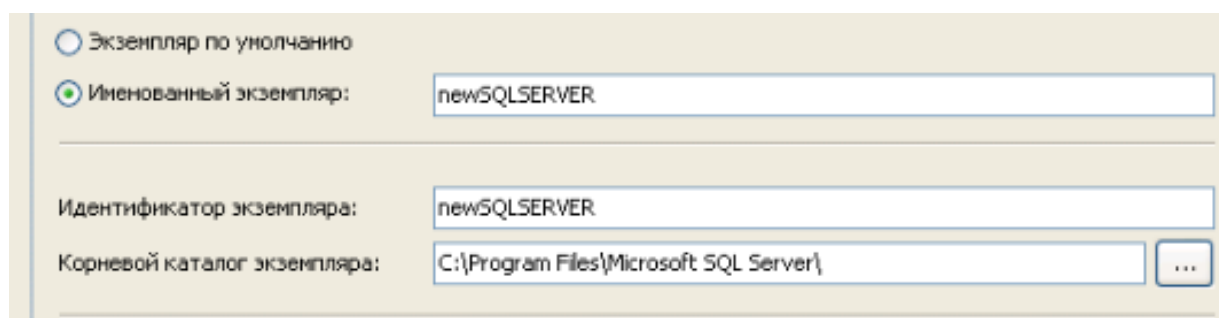 Экземпляр по умолчанию
Именованный экземпляр: newSQLSERVER
Идентификатор экземпляра: newSQLSERVER
Корневой каталог экземпляра: C:\Program Files\Microsoft SQL Server\ ...